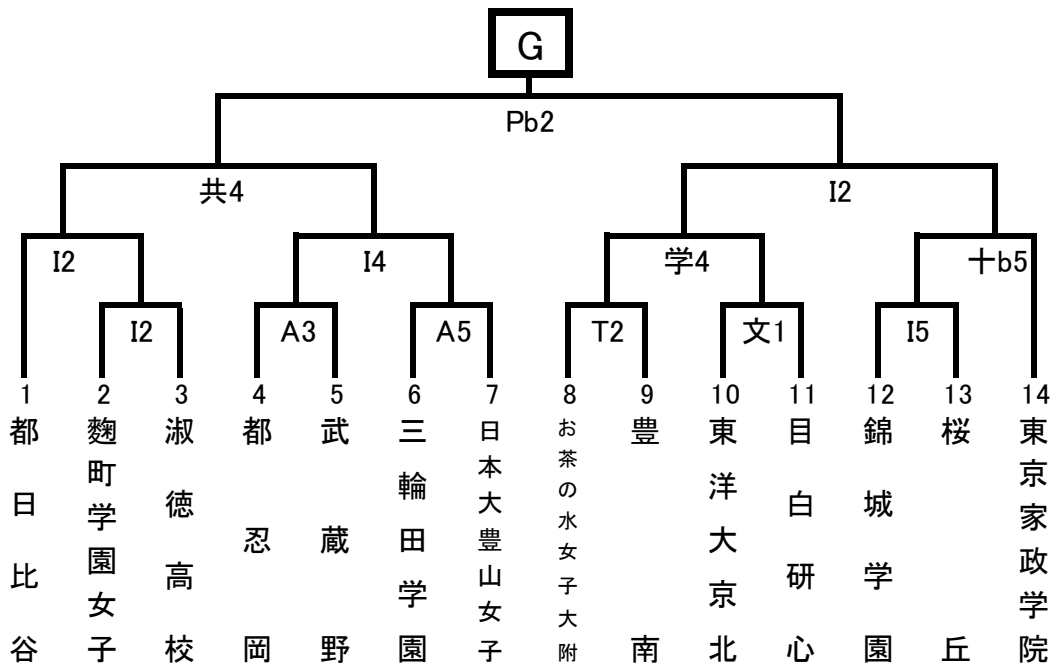 G
Pb2
共4 I2
I2 I4 学4 十b5
I2 A3 A5 T2 文1 I5
1 2 3 4 5 6 7 8 9 10 11 12 13 14
都日比谷
麴町学園女子
淑徳高校
都忍岡
武蔵野
三輪田学園
日本大豊山女子
お茶の水女子大附
豊南
東洋大京北
目白研心
錦城学園
桜丘
東京家政学院